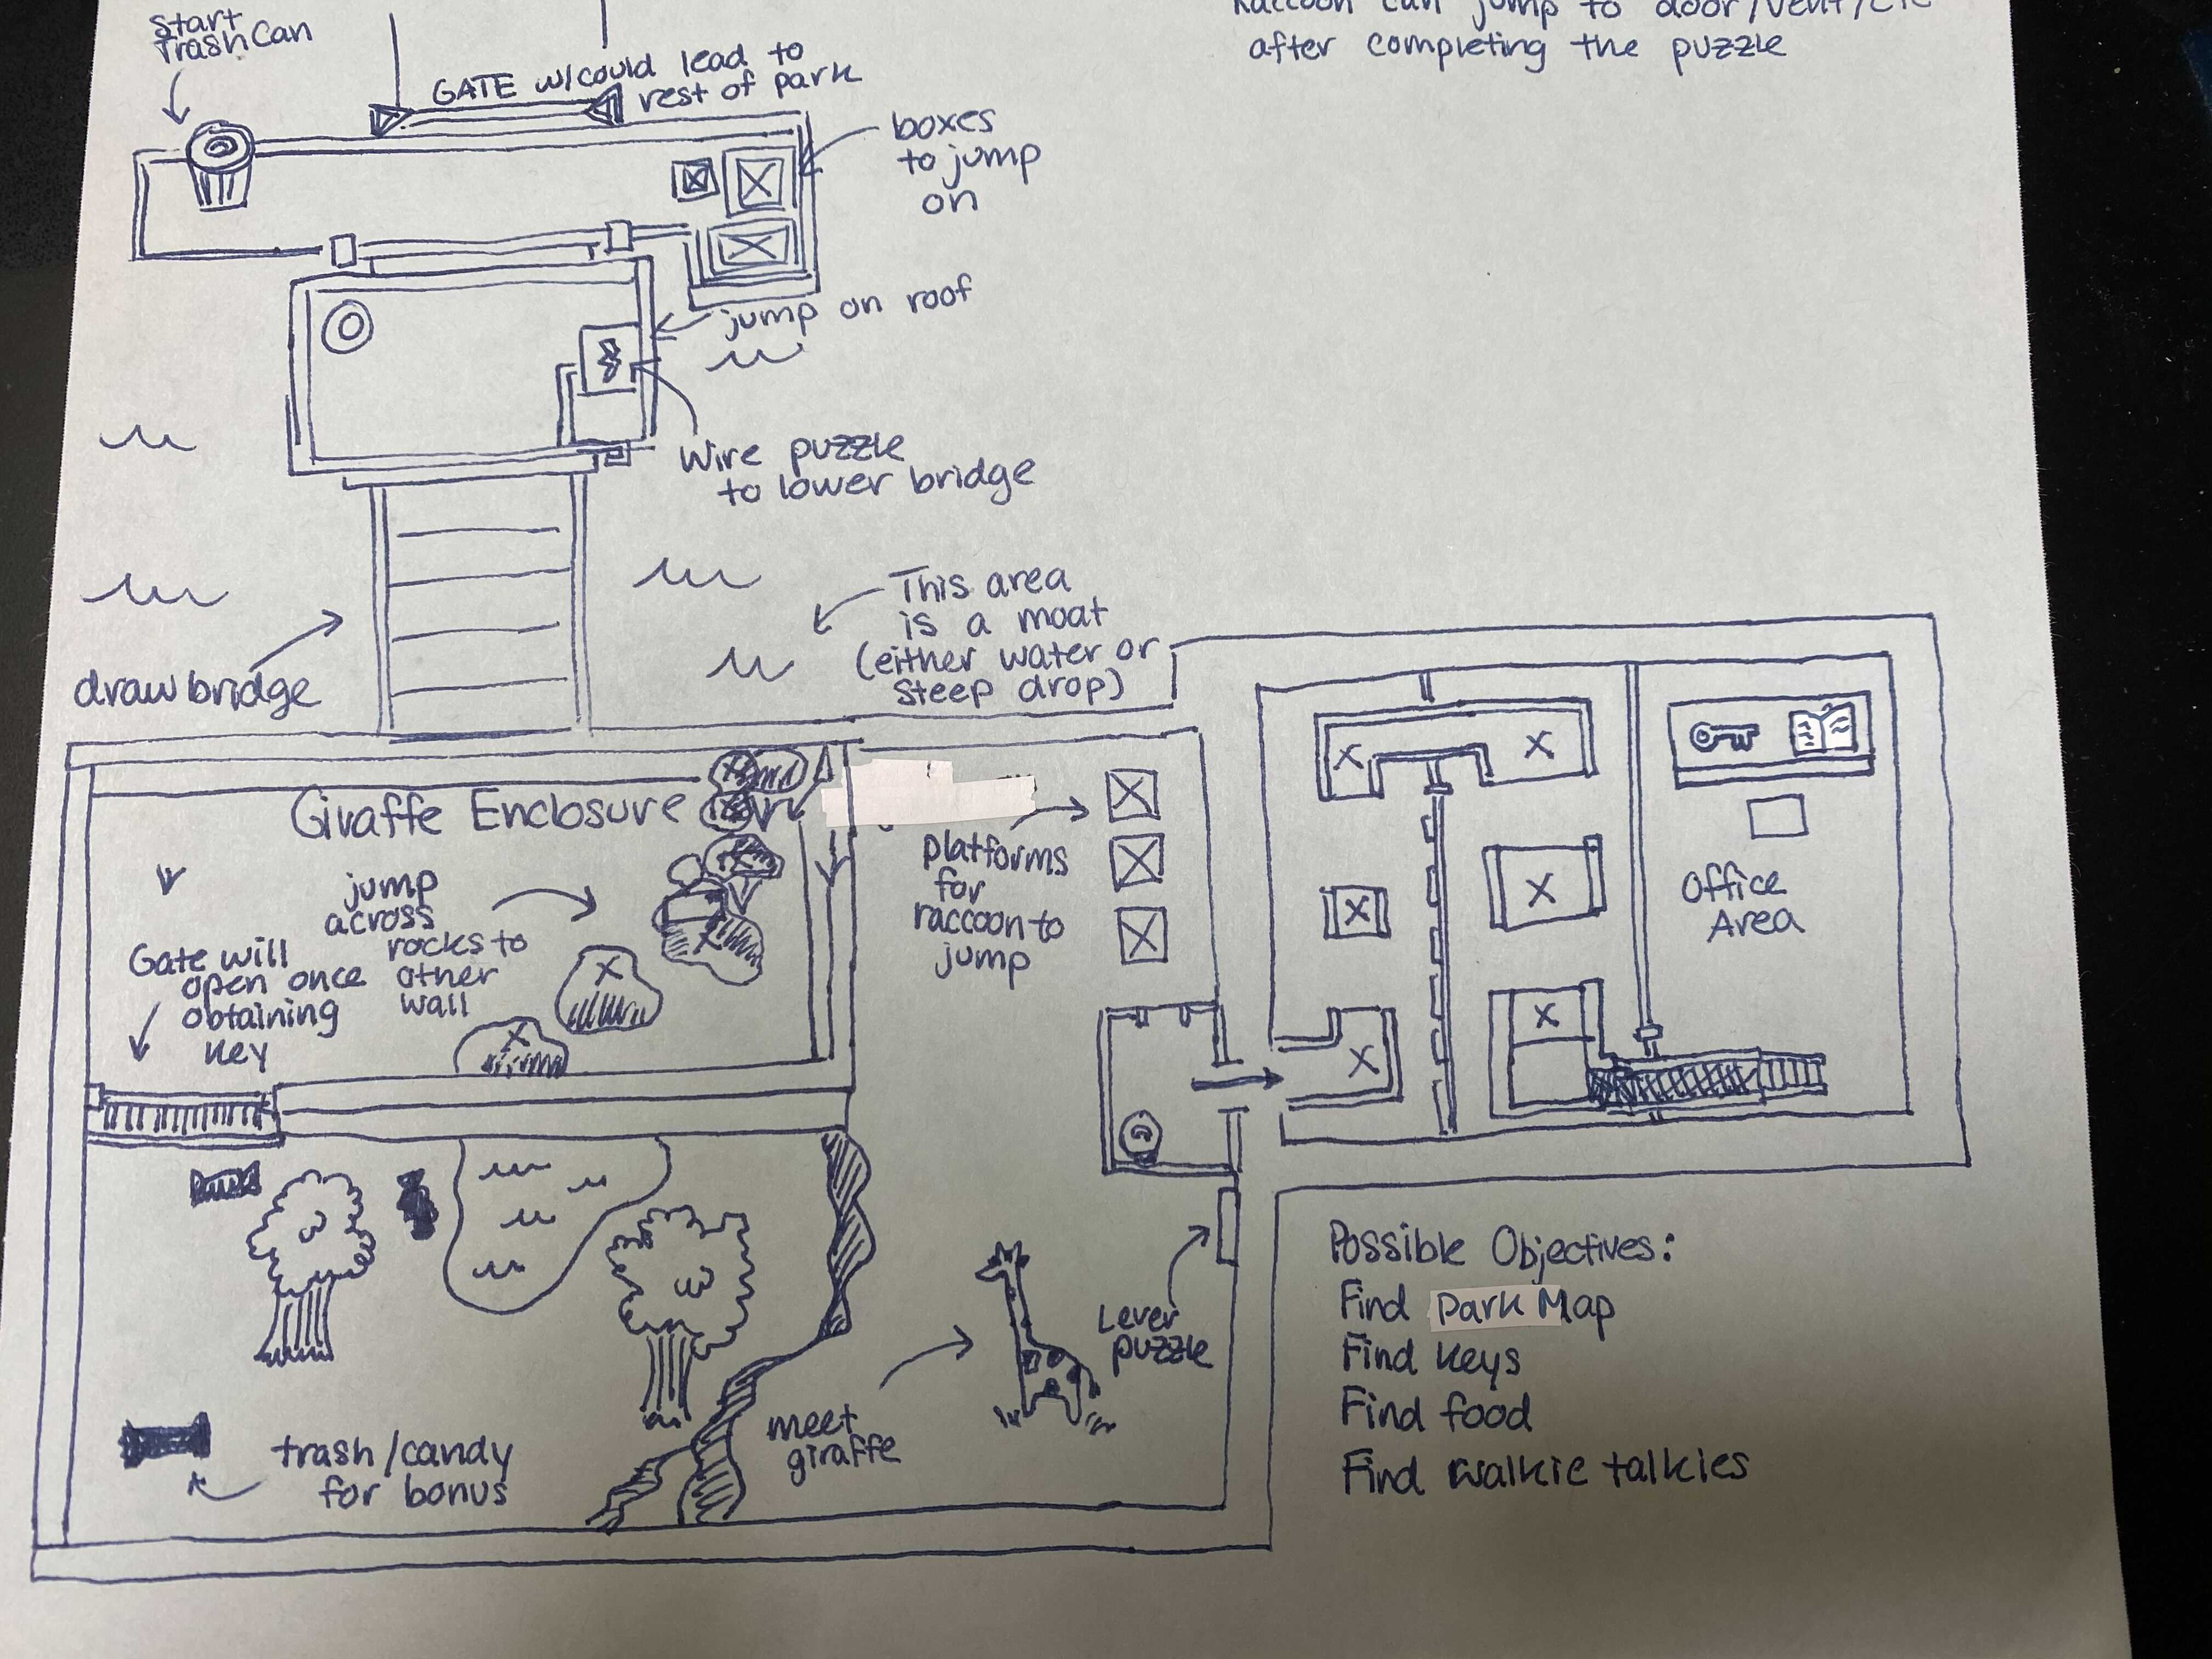 Raccoon can jump to door/vent/etc
after completing the puzzle
Start
Trash Can
GATE w/could lead to
rest of park
boxes
to jump
on
jump on roof
Wire puzzle
to lower bridge
This area
is a moat
(either water or
steep drop)
drawbridge
Giraffe Enclosure
jump
across
rocks to
other
wall
Gate will
open once
obtaining
key
platforms
for
raccoon to
jump
Office
Area
Lever
puzzle
meet
giraffe
trash/candy
for bonus
Possible Objectives:
Find Park Map
Find keys
Find food
Find walkie talkies